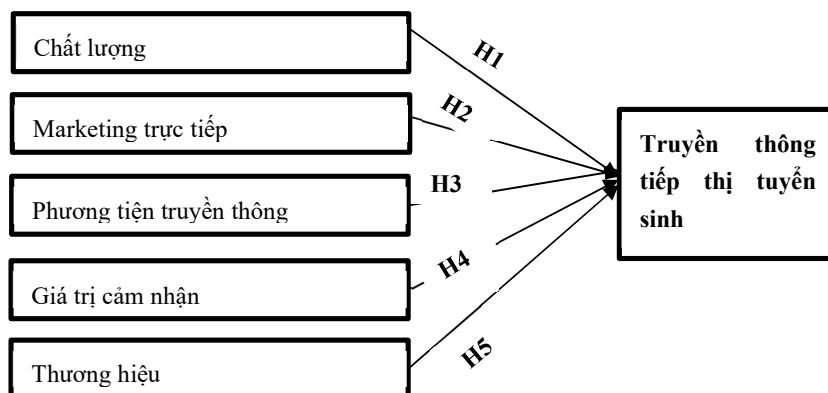 Chất lượng
H1
Marketing trực tiếp
H2
Phương tiện truyền thông
H3
Giá trị cảm nhận
H4
Thương hiệu
H5
Truyền thông
tiếp thị tuyển
sinh